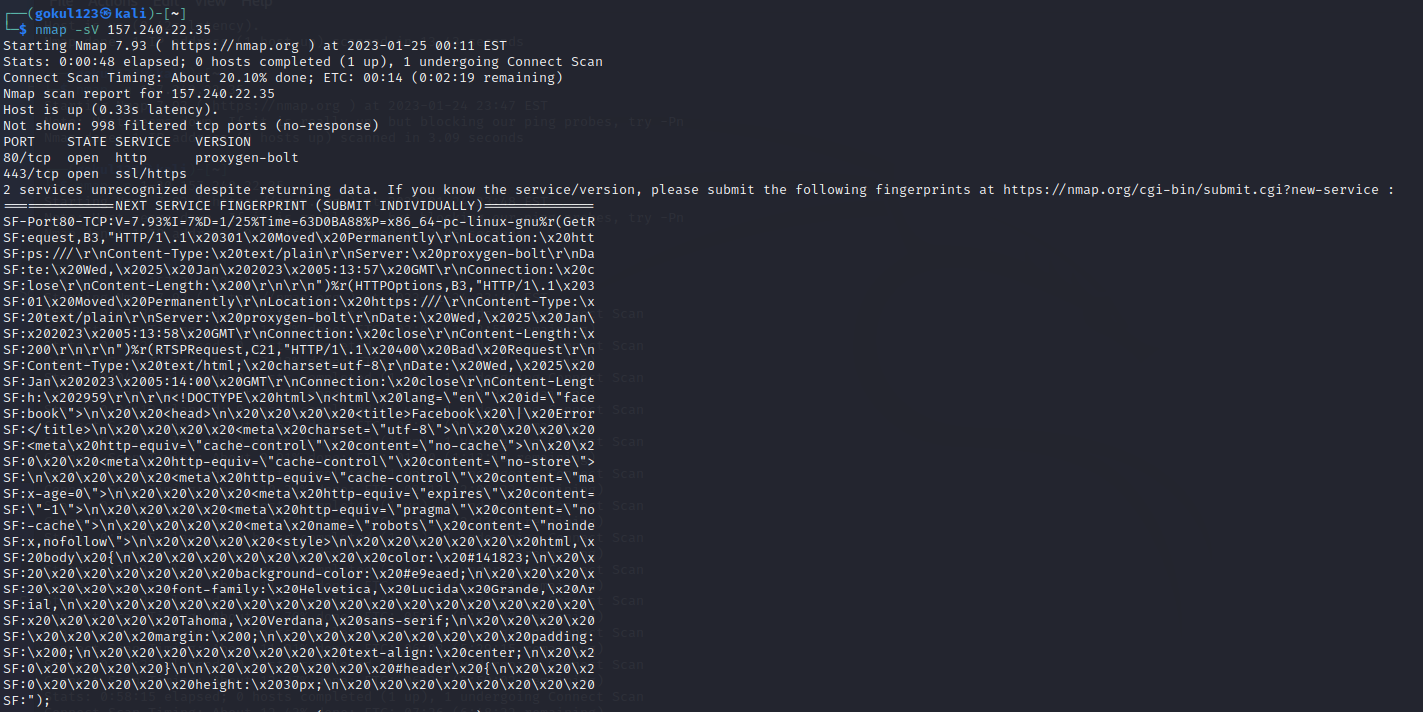 ┌──(gokul123㉿kali)-[~]
└─$ nmap -sV 157.240.22.35
Starting Nmap 7.93 ( https://nmap.org ) at 2023-01-25 00:11 EST
Stats: 0:00:48 elapsed; 0 hosts completed (1 up), 1 undergoing Connect Scan
Connect Scan Timing: About 20.10% done; ETC: 00:14 (0:02:19 remaining)
Nmap scan report for 157.240.22.35
Host is up (0.33s latency).
Not shown: 998 filtered tcp ports (no-response)
PORT    STATE SERVICE   VERSION
80/tcp  open  http      proxygen-bolt
443/tcp open  ssl/https
2 services unrecognized despite returning data. If you know the service/version, please submit the following fingerprints at https://nmap.org/cgi-bin/submit.cgi?new-service :
==============NEXT SERVICE FINGERPRINT (SUBMIT INDIVIDUALLY)==============
SF-Port80-TCP:V=7.93%I=7%D=1/25%Time=63D0BA88%P=x86_64-pc-linux-gnu%r(GetR
SF:equest,B3,"HTTP/1\.1\x20301\x20Moved\x20Permanently\r\nLocation:\x20htt
SF:ps:///\r\nContent-Type:\x20text/plain\r\nServer:\x20proxygen-bolt\r\nDa
SF:te:\x20Wed,\x2025\x20Jan\x202023\x2005:13:57\x20GMT\r\nConnection:\x20c
SF:lose\r\nContent-Length:\x200\r\n\r\n")%r(HTTPOptions,B3,"HTTP/1\.1\x203
SF:01\x20Moved\x20Permanently\r\nLocation:\x20https:///\r\nContent-Type:\x
SF:20text/plain\r\nServer:\x20proxygen-bolt\r\nDate:\x20Wed,\x2025\x20Jan\
SF:x202023\x2005:13:58\x20GMT\r\nConnection:\x20close\r\nContent-Length:\x
SF:200\r\n\r\n")%r(RTSPRequest,C21,"HTTP/1\.1\x20400\x20Bad\x20Request\r\n
SF:Content-Type:\x20text/html;\x20charset=utf-8\r\nDate:\x20Wed,\x2025\x20
SF:Jan\x202023\x2005:14:00\x20GMT\r\nConnection:\x20close\r\nContent-Lengt
SF:h:\x202959\r\n\r\n<!DOCTYPE\x20html>\n<html\x20lang=\"en\"\x20id=\"face
SF:book\">\n\x20\x20<head>\n\x20\x20\x20\x20<title>Facebook\x20\|\x20Error
SF:</title>\n\x20\x20\x20\x20<meta\x20charset=\"utf-8\">\n\x20\x20\x20\x20
SF:<meta\x20http-equiv=\"cache-control\"\x20content=\"no-cache\">\n\x20\x2
SF:0\x20\x20<meta\x20http-equiv=\"cache-control\"\x20content=\"no-store\">
SF:\n\x20\x20\x20\x20<meta\x20http-equiv=\"cache-control\"\x20content=\"ma
SF:x-age=0\">\n\x20\x20\x20\x20<meta\x20http-equiv=\"expires\"\x20content=
SF:\"-1\">\n\x20\x20\x20\x20<meta\x20http-equiv=\"pragma\"\x20content=\"no
SF:-cache\">\n\x20\x20\x20\x20<meta\x20name=\"robots\"\x20content=\"noinde
SF:x,nofollow\">\n\x20\x20\x20\x20<style>\n\x20\x20\x20\x20\x20\x20html,\x
SF:20body\x20{\n\x20\x20\x20\x20\x20\x20\x20\x20color:\x20#141823;\n\x20\x
SF:20\x20\x20\x20\x20\x20\x20background-color:\x20#e9eaed;\n\x20\x20\x20\x
SF:20\x20\x20\x20\x20font-family:\x20Helvetica,\x20Lucida\x20Grande,\x20Ar
SF:ial,\n\x20\x20\x20\x20\x20\x20\x20\x20\x20\x20\x20\x20\x20\x20\x20\x20\
SF:x20\x20\x20\x20Tahoma,\x20Verdana,\x20sans-serif;\n\x20\x20\x20\x20\x20
SF:\x20\x20\x20margin:\x200;\n\x20\x20\x20\x20\x20\x20\x20\x20padding:
SF:\x200;\n\x20\x20\x20\x20\x20\x20\x20\x20text-align:\x20center;\n\x20\x2
SF:0\x20\x20\x20\x20}\n\n\x20\x20\x20\x20\x20\x20#header\x20{\n\x20\x20\x2
SF:0\x20\x20\x20\x20\x20height:\x2030px;\n\x20\x20\x20\x20\x20\x20\x20\x20
SF:");